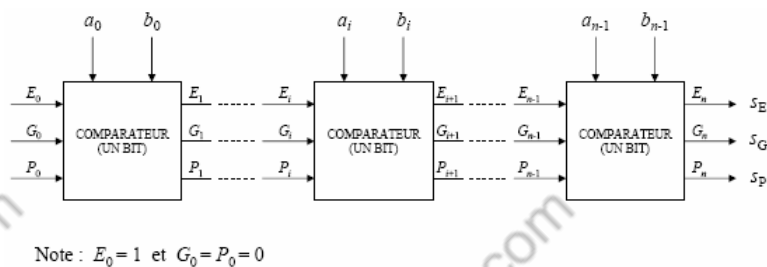 a0 b0 ai bi an-1 bn-1
E0 E1 Ei Ei+1 En-1 En SE
G0 COMPARATEUR (UN BIT) G1 Gi COMPARATEUR (UN BIT) Gi+1 Gn-1 COMPARATEUR (UN BIT) Gn SG
P0 P1 Pi Pi+1 Pn-1 Pn SP
Note : E0 = 1 et G0 = P0 = 0